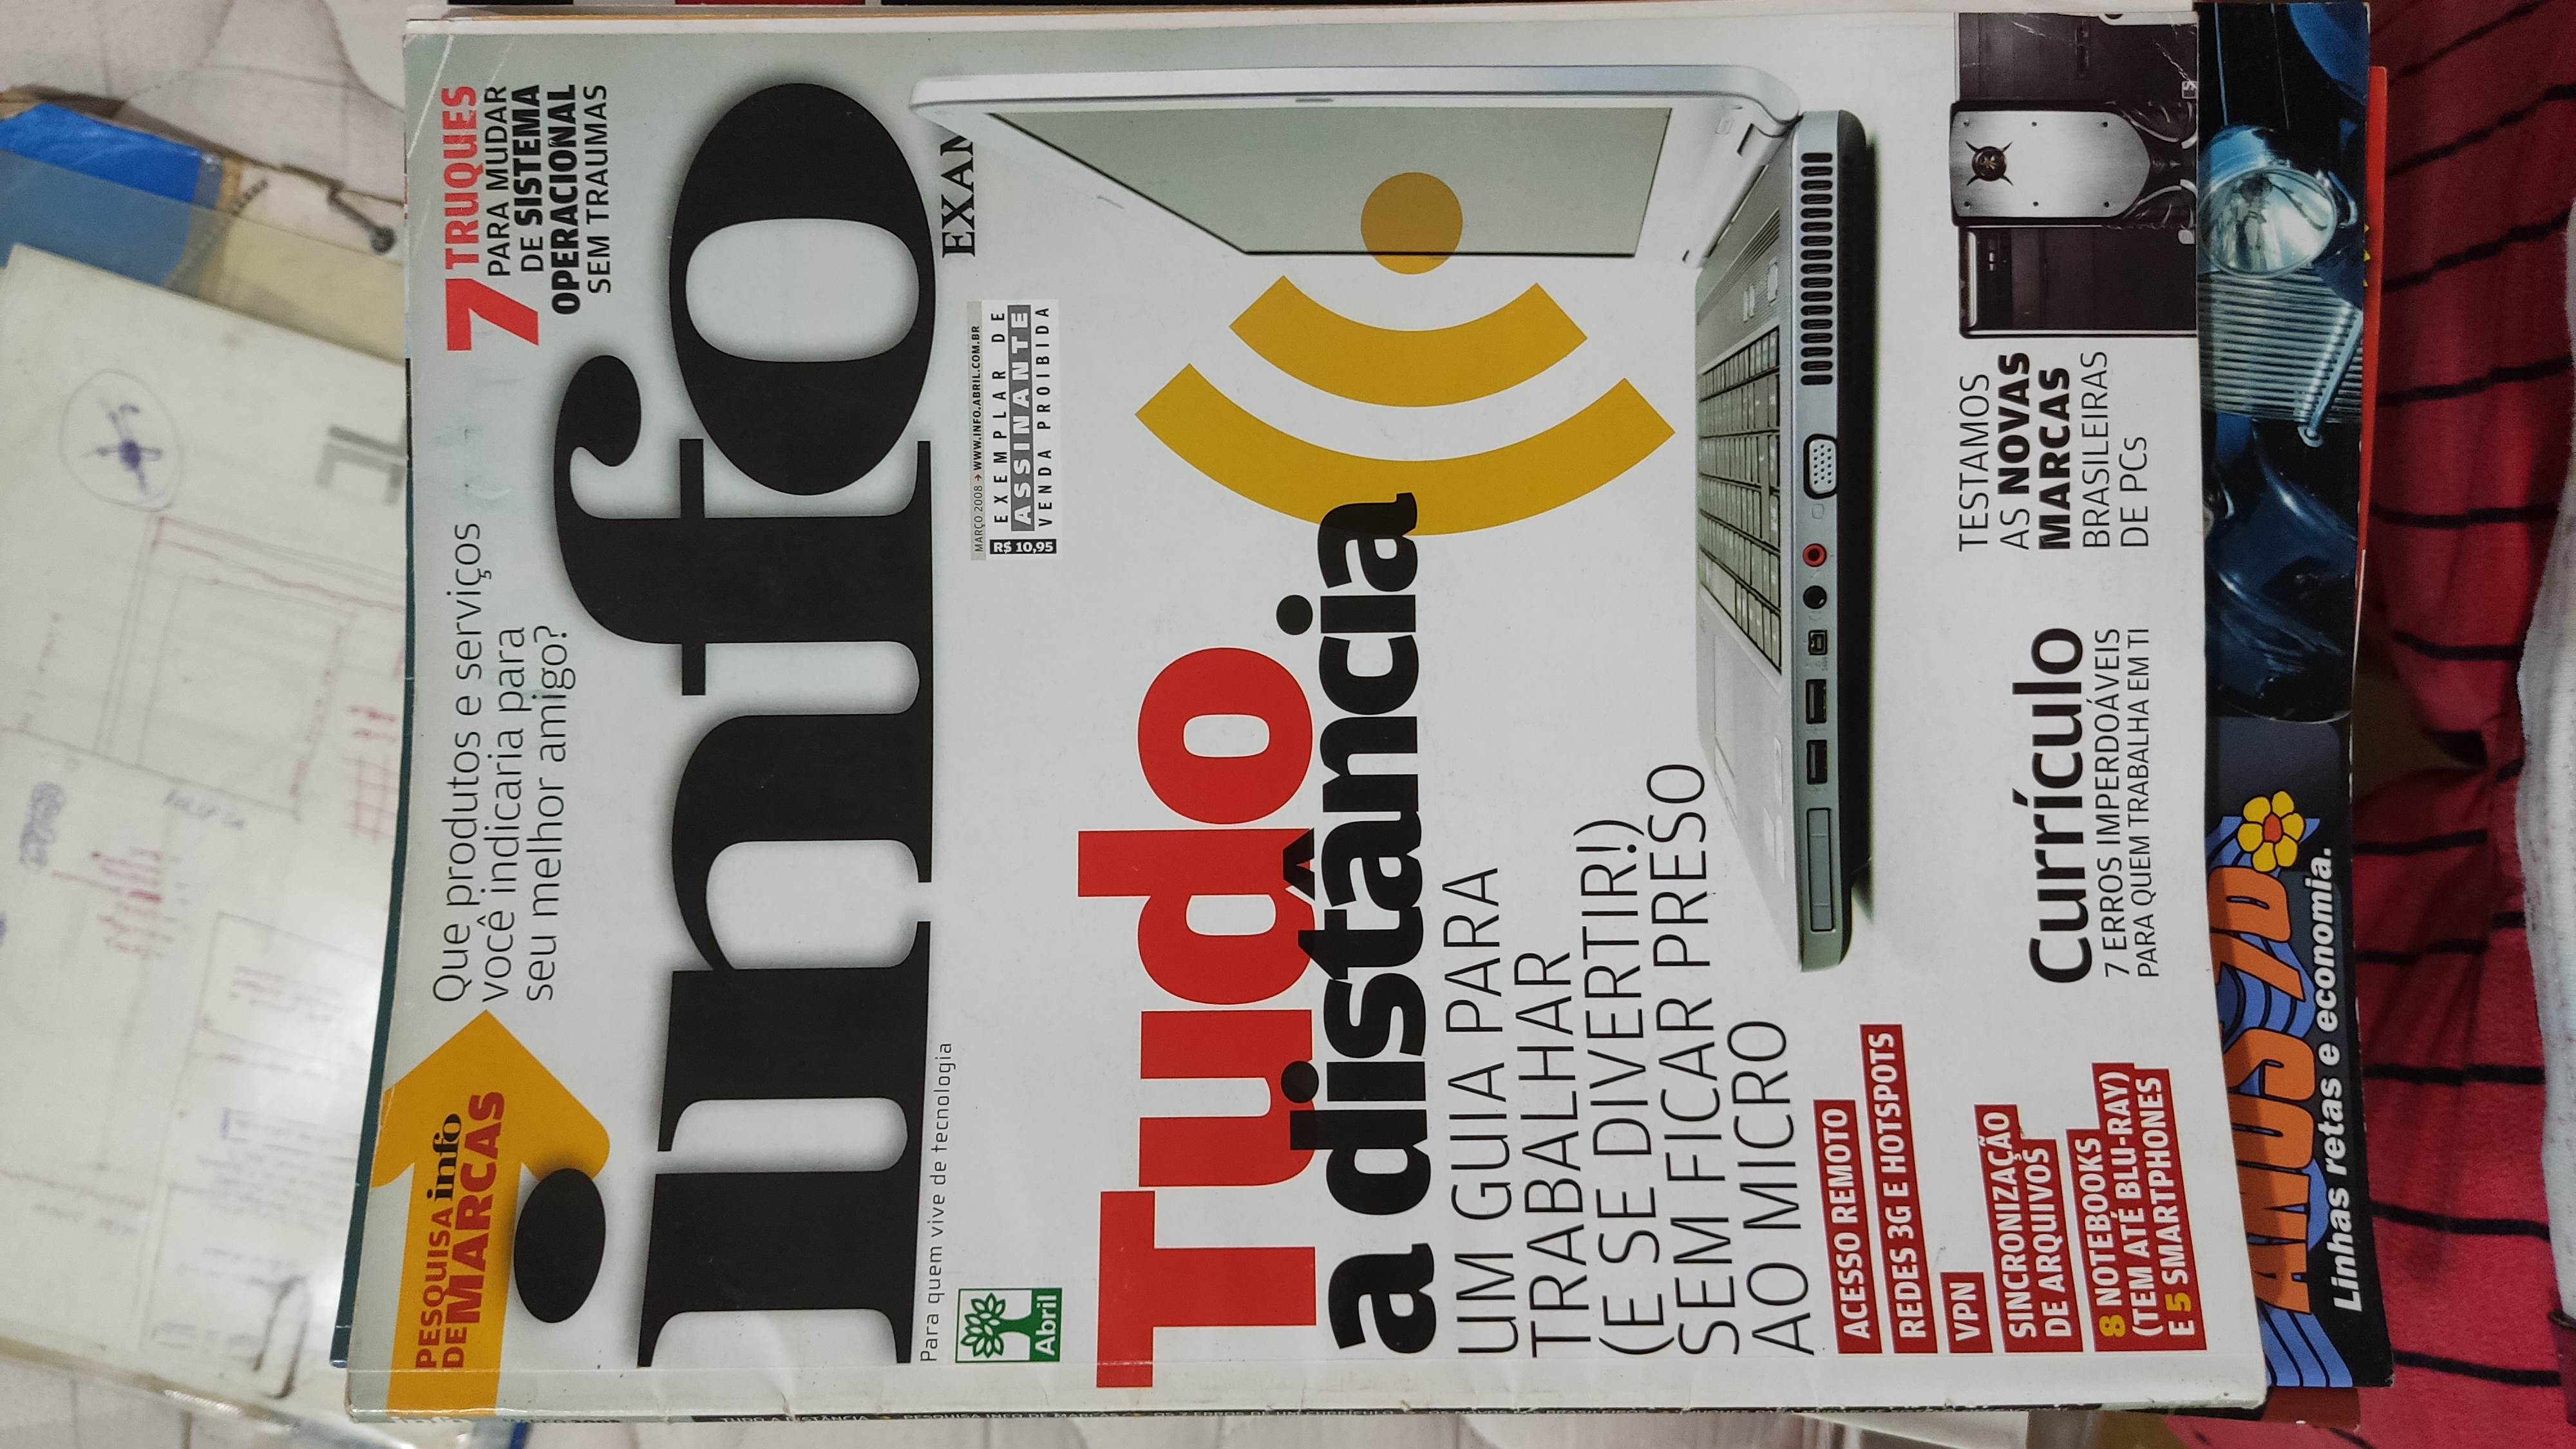 PESQUISA info
DE MARCAS
Que produtos e serviços
você indicaria para
seu melhor amigo?
7 TRUQUES
PARA MUDAR
DE SISTEMA
OPERACIONAL
SEM TRAUMAS
info
Para quem vive de tecnologia
EXAM
Abril
MARÇO 2008 → WWW.INFO.ABRIL.COM.BR
R$ 10,95
EXEMPLAR DE
ASSINANTE
VENDA PROIBIDA
Tudo
a distância
UM GUIA PARA
TRABALHAR
(E SE DIVERTIR!)
SEM FICAR PRESO
AO MICRO
ACESSO REMOTO
REDES 3G E HOTSPOTS
VPN
SINCRONIZAÇÃO
DE ARQUIVOS
8 NOTEBOOKS
(TEM ATÉ BLU-RAY)
E 5 SMARTPHONES
Currículo
7 ERROS IMPERDOÁVEIS
PARA QUEM TRABALHA EM TI
TESTAMOS
AS NOVAS
MARCAS
BRASILEIRAS
DE PCs
ANOS 70
Linhas retas e economia.